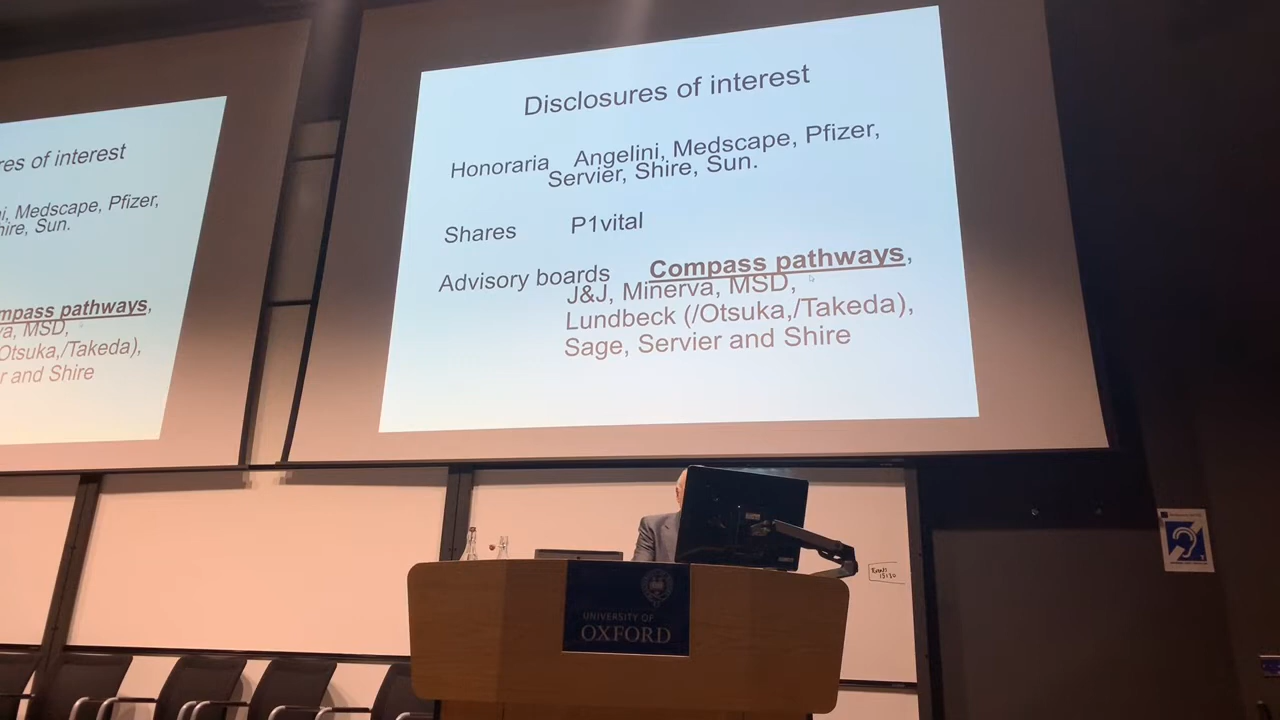 Disclosures of interest
Honoraria Angelini, Medscape, Pfizer,
Servier, Shire, Sun.
Shares P1vital
Advisory boards Compass pathways,
J&J, Minerva, MSD,
Lundbeck (/Otsuka,/Takeda),
Sage, Servier and Shire
res of interest
i, Medscape, Pfizer,
hire, Sun.
mpass pathways,
va, MSD,
Otsuka,/Takeda),
r and Shire
UNIVERSITY OF
OXFORD